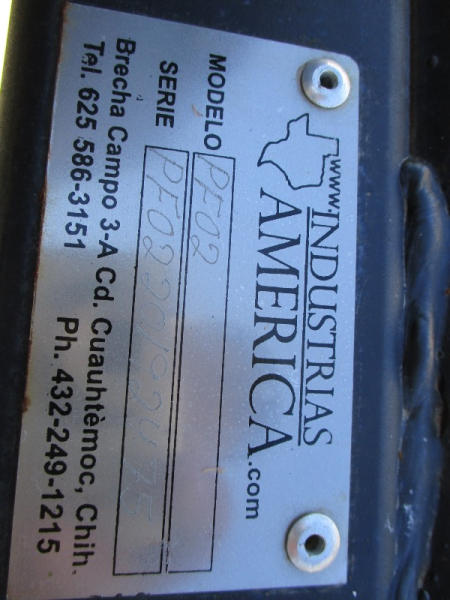 www.INDUSTRIAS
AMERICA.com
MODELO PF02
SERIE
Brecha Campo 3-A Cd. Cuauhtèmoc, Chih.
Tel. 625 586-3151 Ph. 432-249-1215